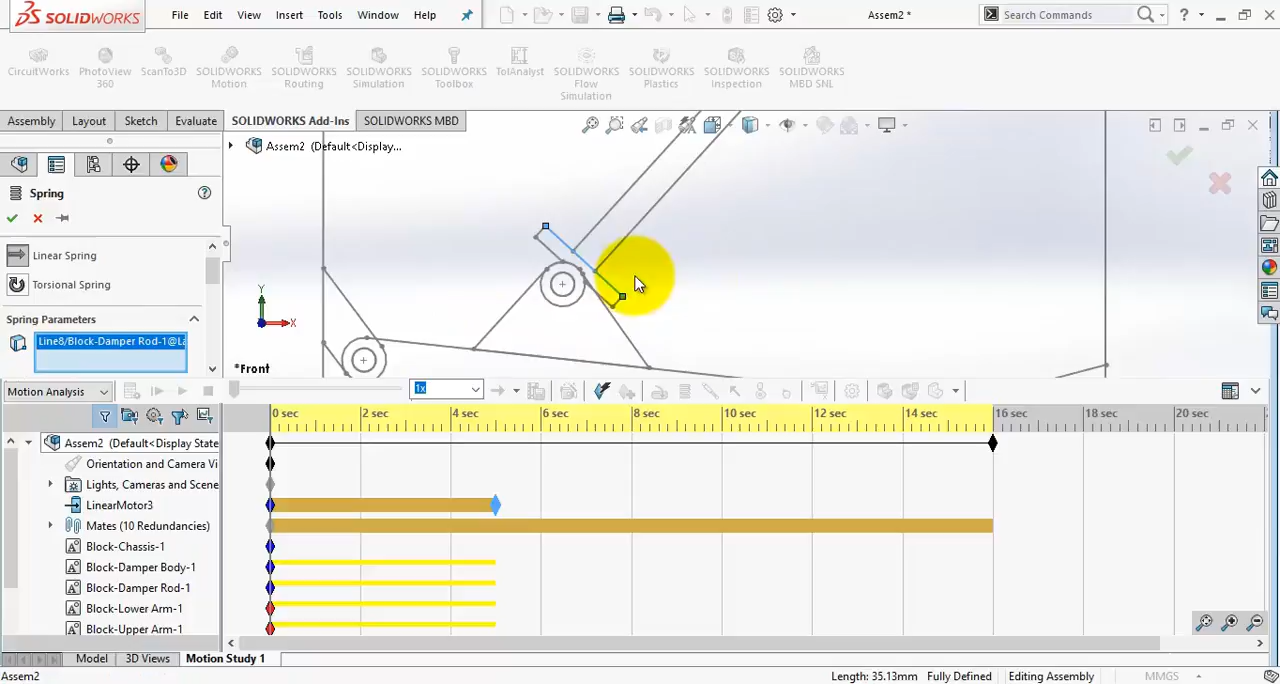 SOLIDWORKS
File Edit View Insert Tools Window Help
Assem2 *
Search Commands
CircuitWorks
PhotoView 360
ScanTo3D
SOLIDWORKS Motion
SOLIDWORKS Routing
SOLIDWORKS Simulation
SOLIDWORKS Toolbox
TolAnalyst
SOLIDWORKS Flow Simulation
SOLIDWORKS Plastics
SOLIDWORKS Inspection
SOLIDWORKS MBD SNL
Assembly Layout Sketch Evaluate SOLIDWORKS Add-Ins SOLIDWORKS MBD
Assem2 (Default<Display...
Spring
Linear Spring
Torsional Spring
Spring Parameters
Line8/Block-Damper Rod-1@La
Y
X
*Front
Motion Analysis
1x
0 sec 2 sec 4 sec 6 sec 8 sec 10 sec 12 sec 14 sec 16 sec 18 sec 20 sec
Assem2 (Default<Display State
Orientation and Camera Vi
Lights, Cameras and Scene
LinearMotor3
Mates (10 Redundancies)
Block-Chassis-1
Block-Damper Body-1
Block-Damper Rod-1
Block-Lower Arm-1
Block-Upper Arm-1
Model 3D Views Motion Study 1
Assem2
Length: 35.13mm Fully Defined Editing Assembly MMGS